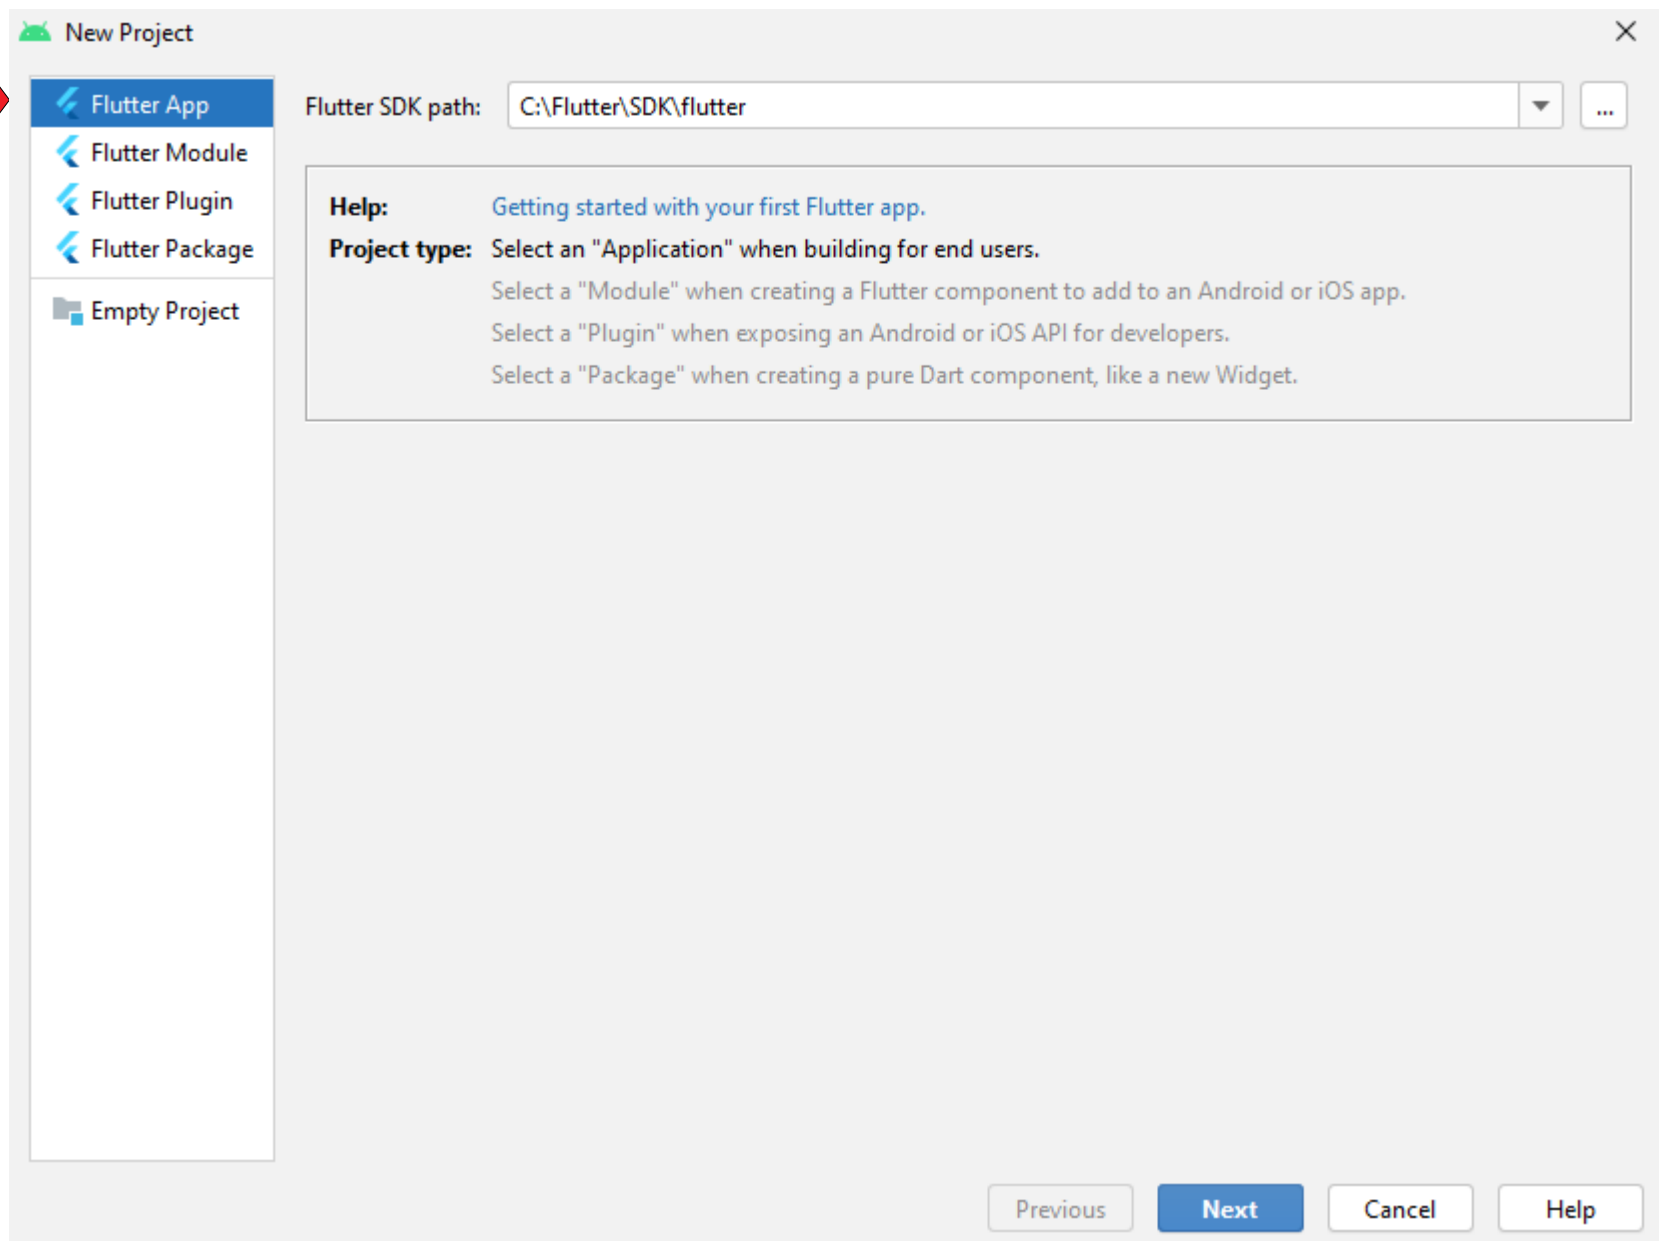 New Project
Flutter App
Flutter Module
Flutter Plugin
Flutter Package
Empty Project
Flutter SDK path: C:\Flutter\SDK\flutter ...
Help: Getting started with your first Flutter app.
Project type: Select an "Application" when building for end users.
Select a "Module" when creating a Flutter component to add to an Android or iOS app.
Select a "Plugin" when exposing an Android or iOS API for developers.
Select a "Package" when creating a pure Dart component, like a new Widget.
Previous Next Cancel Help